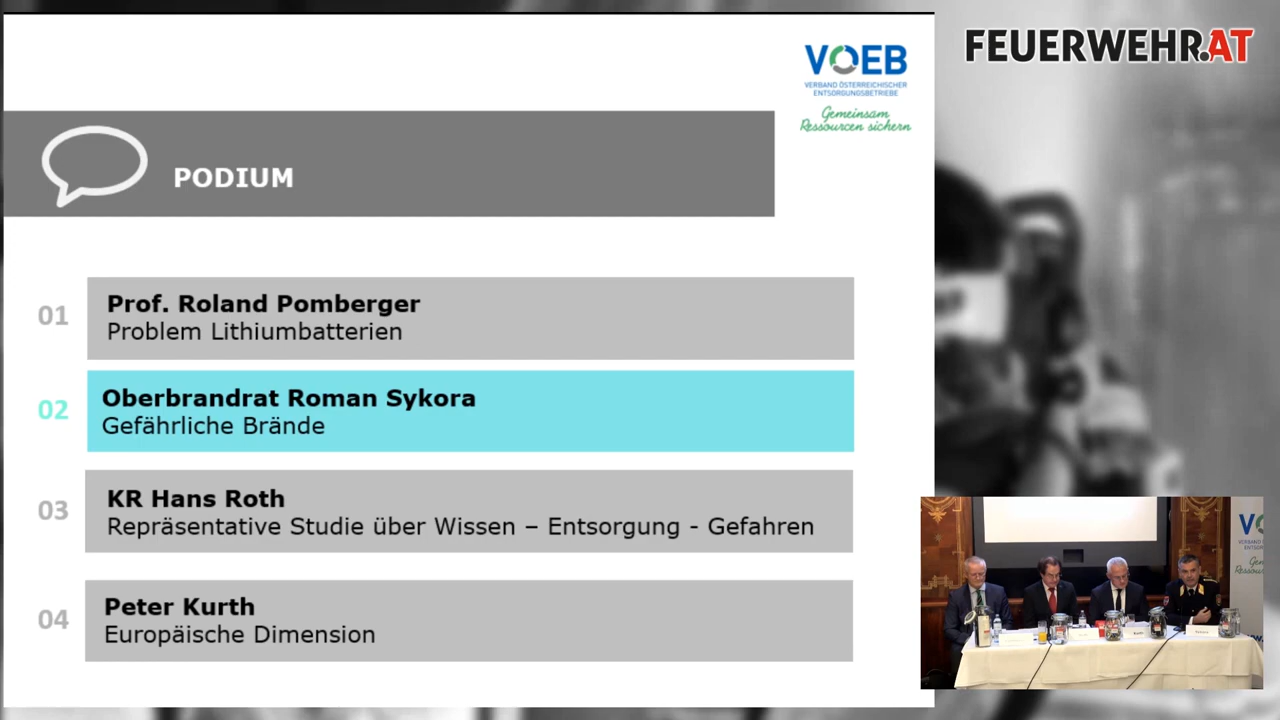 FEUERWEHR.AT
VOEB
VERBAND ÖSTERREICHISCHER
ENTSORGUNGSBETRIEBE
Gemeinsam
Ressourcen sichern
PODIUM
01
Prof. Roland Pomberger
Problem Lithiumbatterien
02
Oberbrandrat Roman Sykora
Gefährliche Brände
03
KR Hans Roth
Repräsentative Studie über Wissen – Entsorgung - Gefahren
04
Peter Kurth
Europäische Dimension